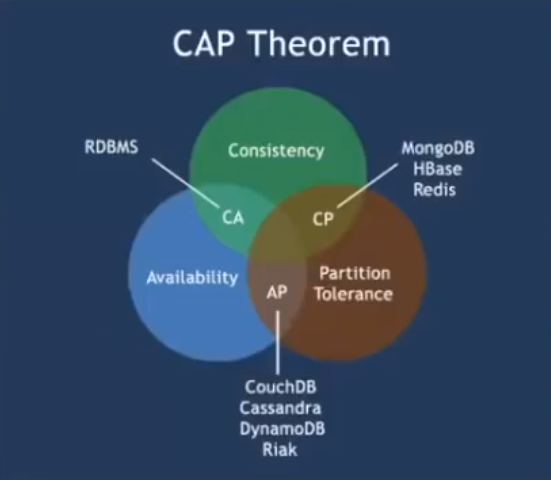 CAP Theorem
RDBMS
Consistency
MongoDB
HBase
Redis
CA
CP
Availability
Partition
Tolerance
AP
CouchDB
Cassandra
DynamoDB
Riak